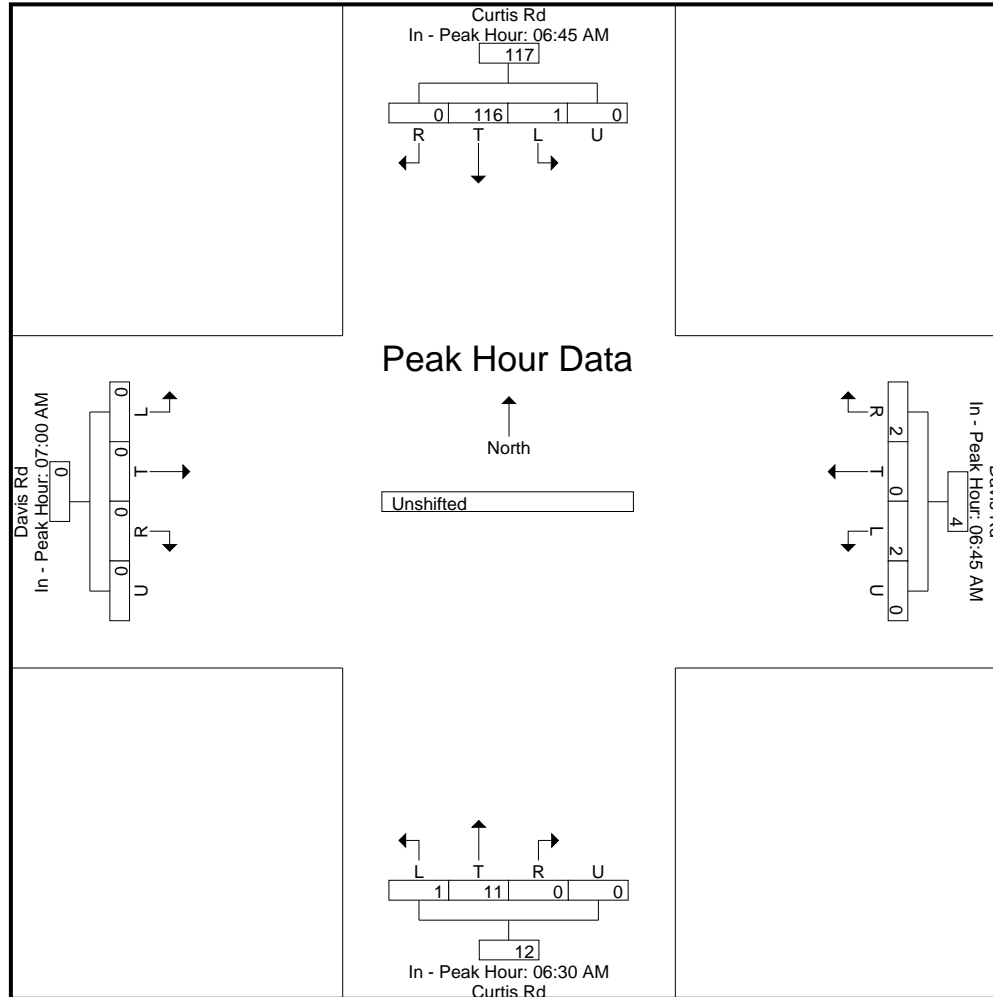 Curtis Rd
In - Peak Hour: 06:45 AM
117
0 116 1 0
R T L U
Peak Hour Data
North
Unshifted
Davis Rd
In - Peak Hour: 07:00 AM
0
0 0 0 0
L T R U
Davis Rd
In - Peak Hour: 06:45 AM
4
2 0 2 0
R T L U
L T R U
1 11 0 0
12
In - Peak Hour: 06:30 AM
Curtis Rd